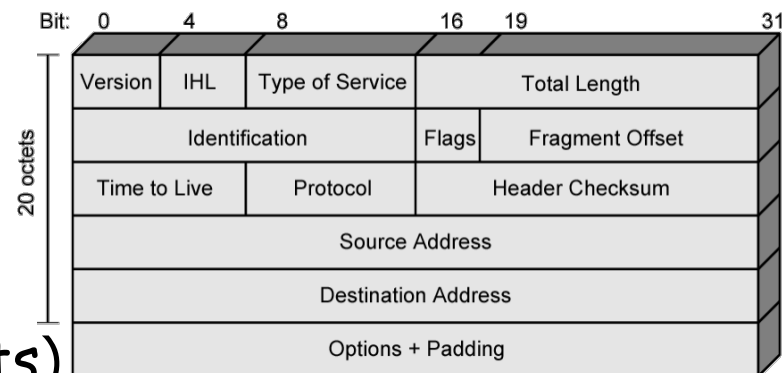 Bit: 0 4 8 16 19 31
Version IHL Type of Service Total Length
Identification Flags Fragment Offset
Time to Live Protocol Header Checksum
Source Address
Destination Address
Options + Padding
20 octets
ts)